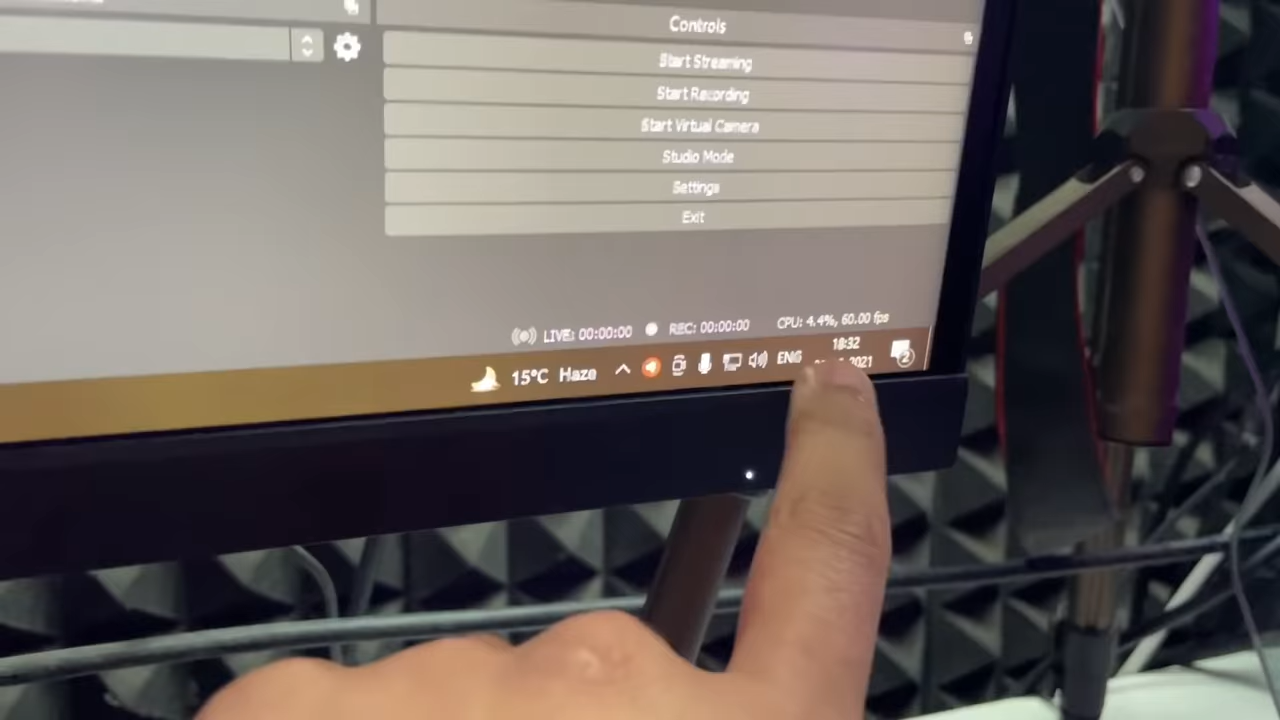 Controls
Start Streaming
Start Recording
Start Virtual Camera
Studio Mode
Settings
Exit
LIVE: 00:00:00 REC: 00:00:00 CPU: 4.4%, 60.00 fps
15°C Haze ENG 18:32
2021
2